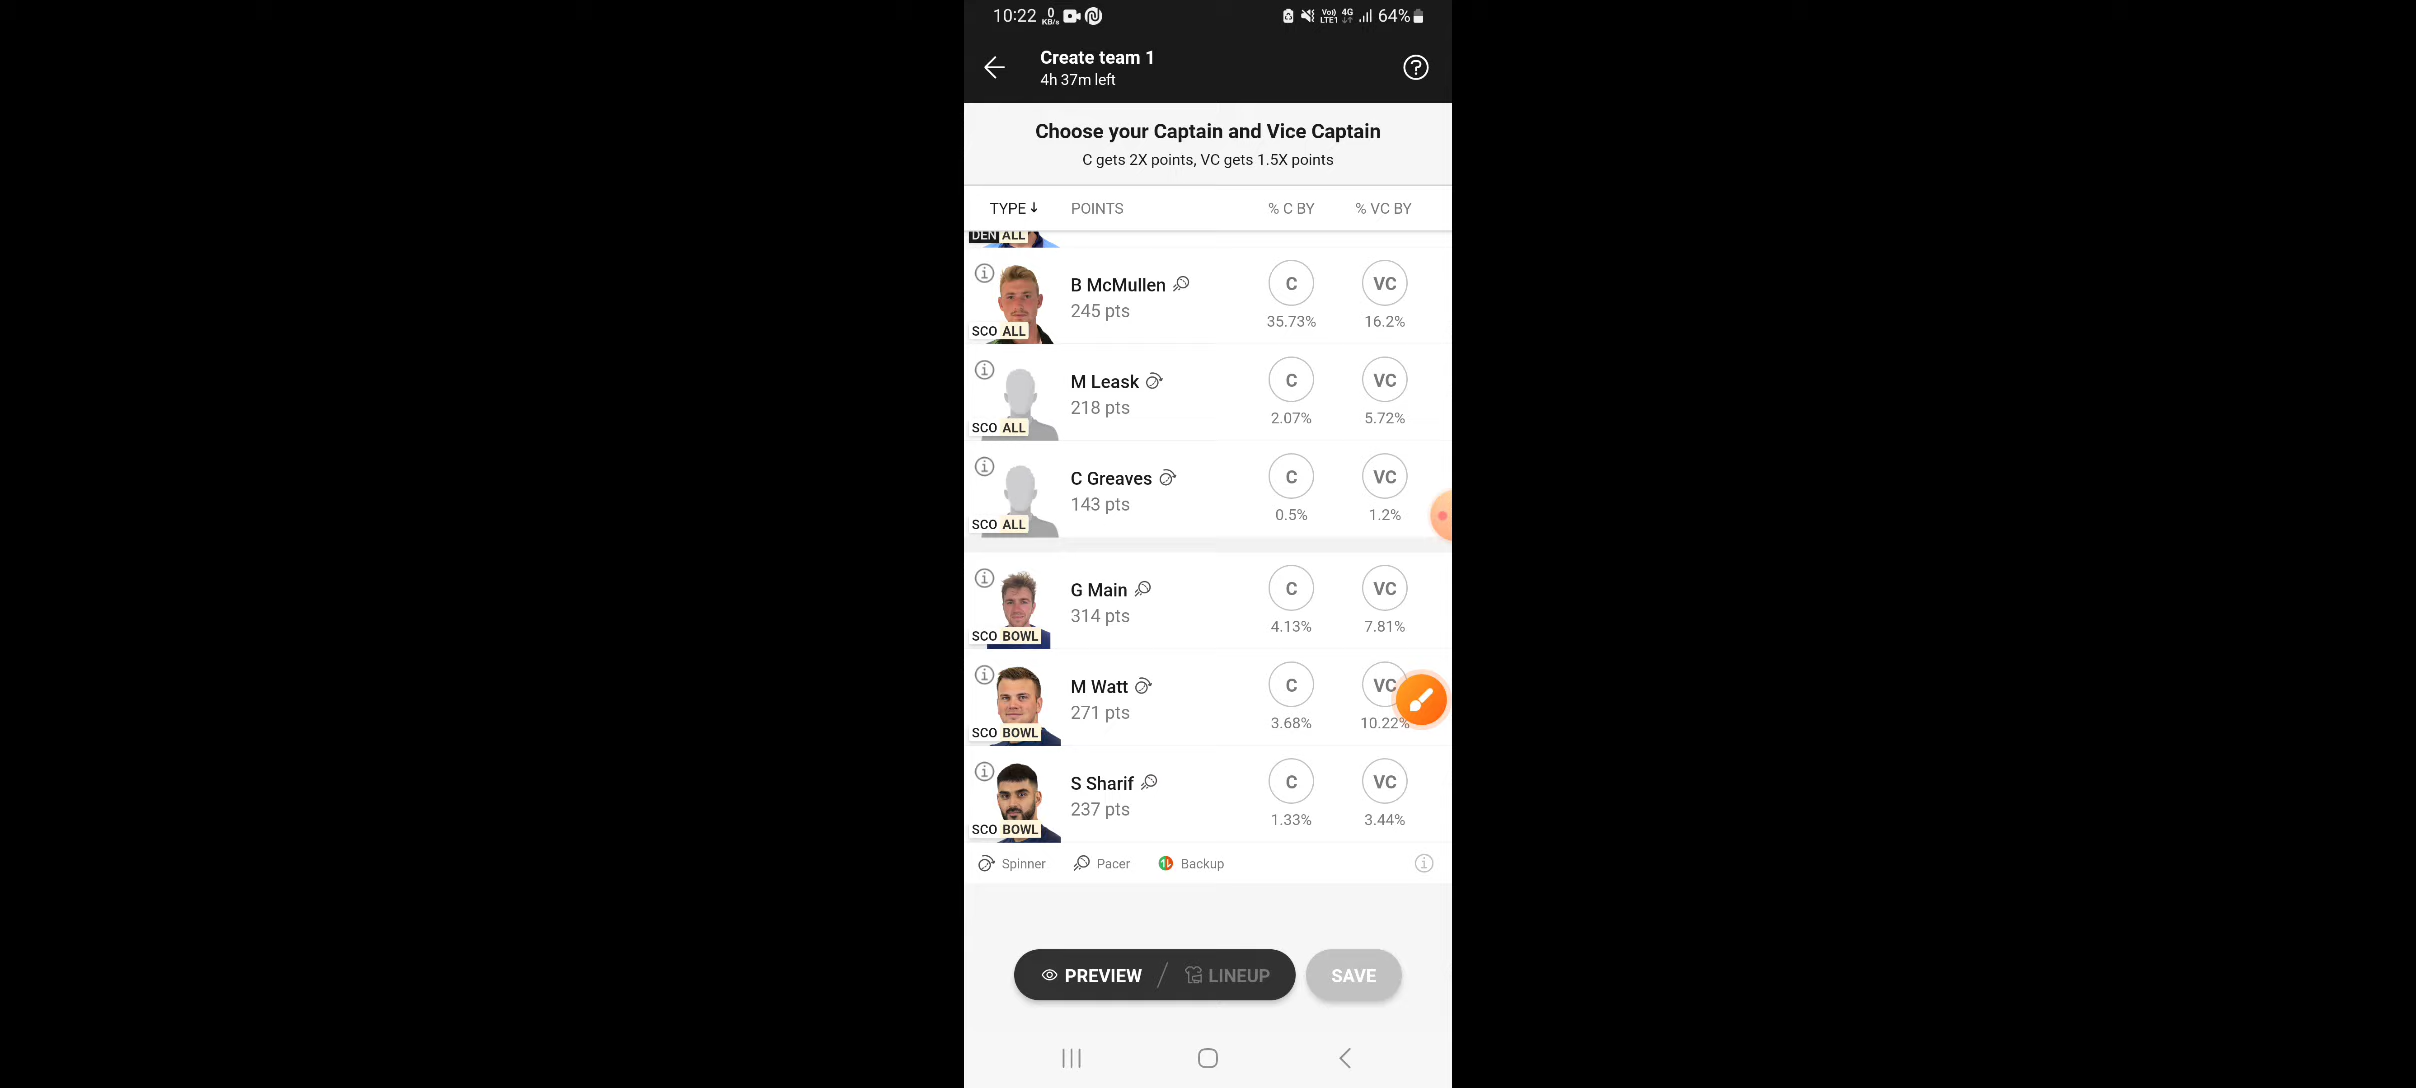 10:22 0 KB/s Vo) LTE1 4G 64%
Create team 1
4h 37m left
Choose your Captain and Vice Captain
C gets 2X points, VC gets 1.5X points
TYPE↓ POINTS % C BY % VC BY
DEN ALL
B McMullen C VC
245 pts 35.73% 16.2%
SCO ALL
M Leask C VC
218 pts 2.07% 5.72%
SCO ALL
C Greaves C VC
143 pts 0.5% 1.2%
SCO ALL
G Main C VC
314 pts 4.13% 7.81%
SCO BOWL
M Watt C VC
271 pts 3.68% 10.22%
SCO BOWL
S Sharif C VC
237 pts 1.33% 3.44%
SCO BOWL
Spinner Pacer Backup
PREVIEW / LINEUP SAVE